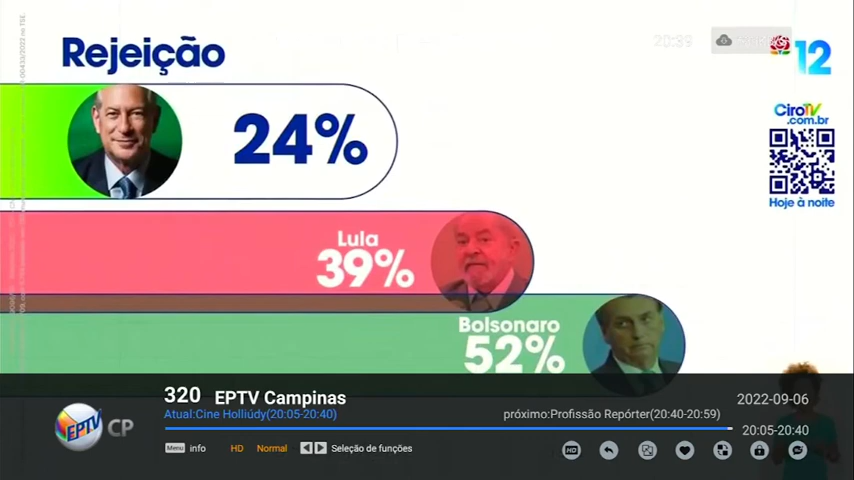 Rejeição
20:39
12
24%
CiroTV
.com.br
Hoje à noite
Lula
39%
Bolsonaro
52%
320 EPTV Campinas
2022-09-06
Atual:Cine Holliúdy(20:05-20:40)
próximo:Profissão Repórter(20:40-20:59)
EPTV CP
20:05-20:40
Menu info HD Normal Seleção de funções
HD